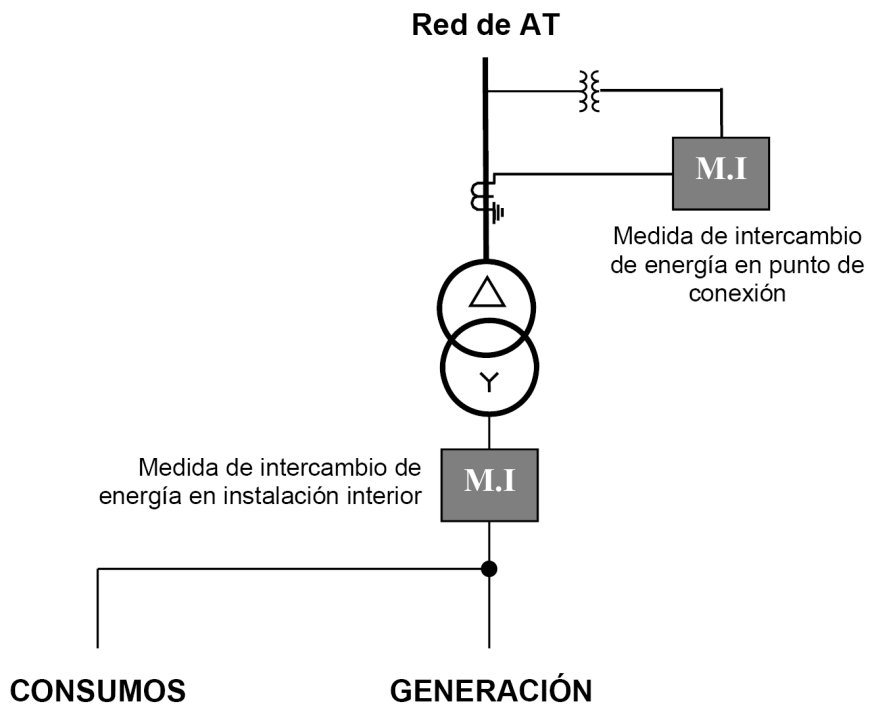 Red de AT
M.I
Medida de intercambio
de energía en punto de
conexión
Medida de intercambio de
energía en instalación interior
M.I
CONSUMOS
GENERACIÓN